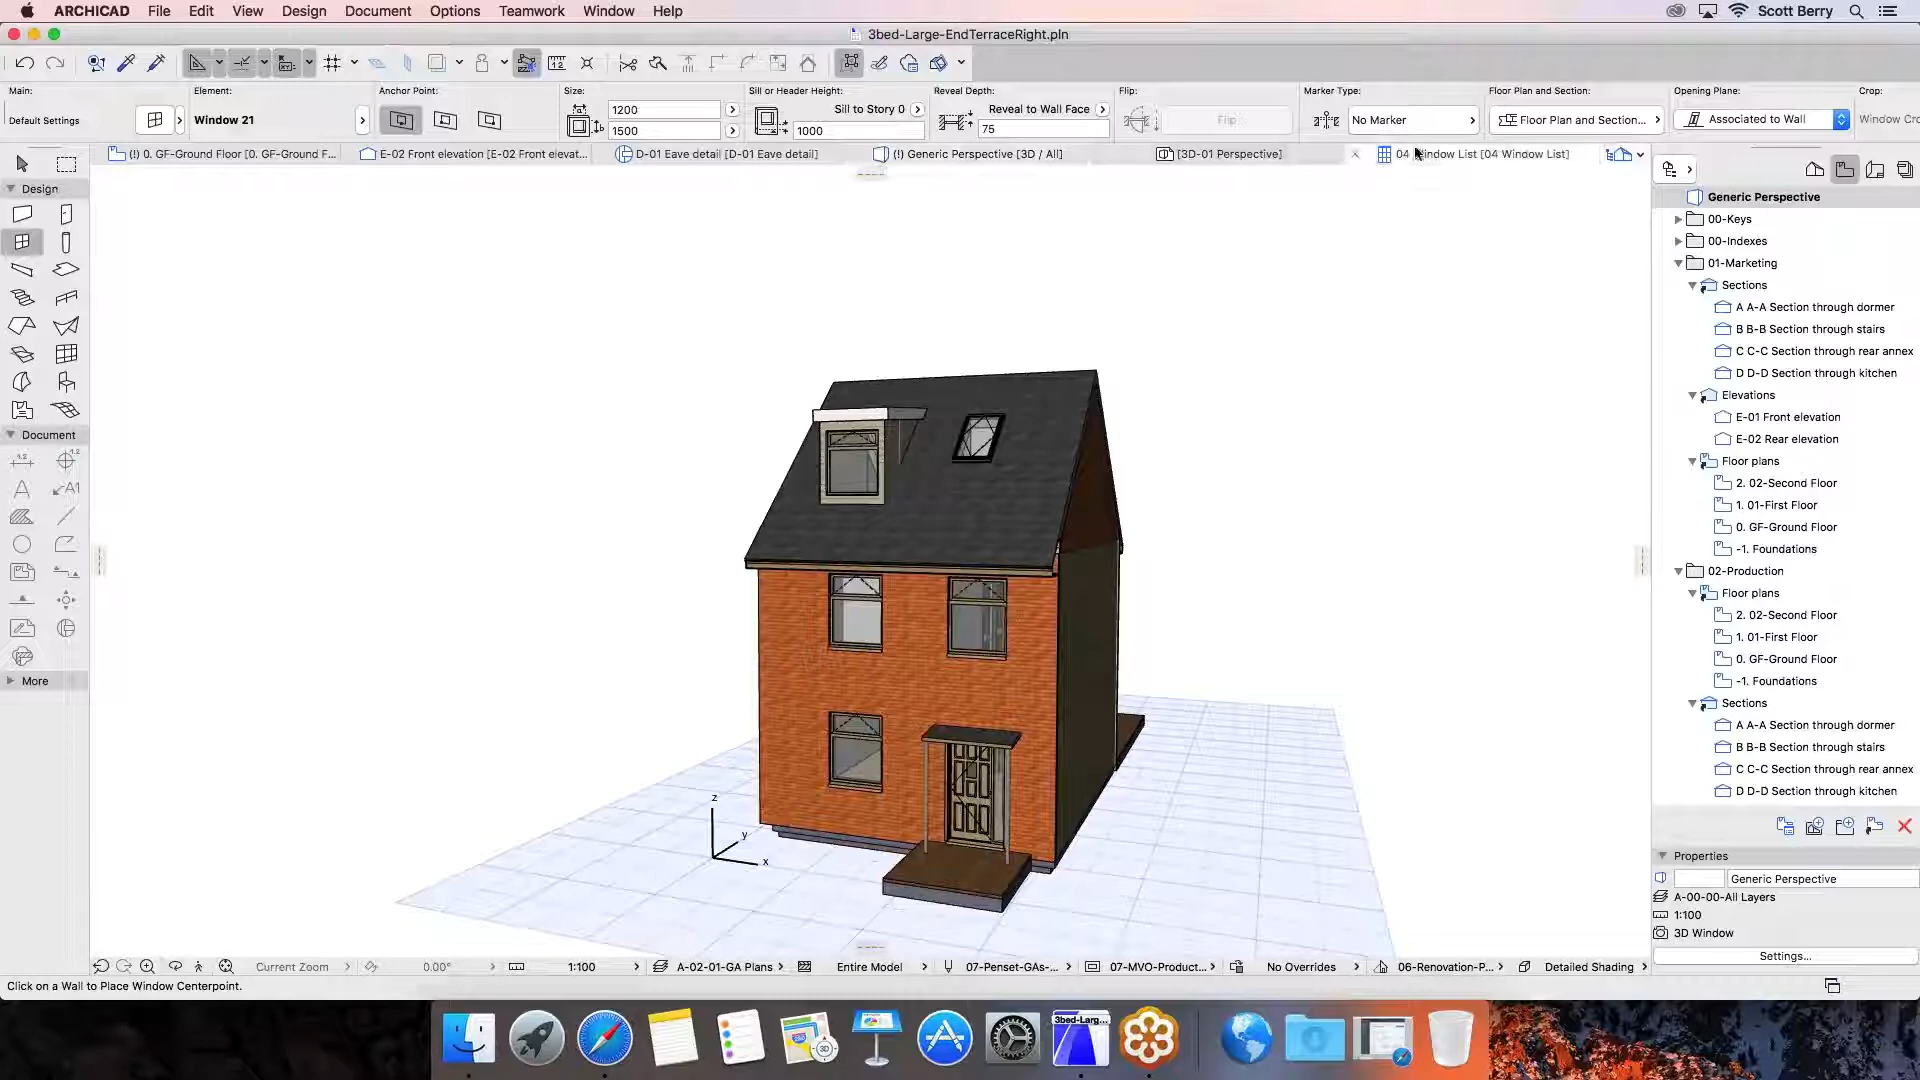 ARCHICAD File Edit View Design Document Options Teamwork Window Help Scott Berry
3bed-Large-EndTerraceRight.pln
Main: Element: Anchor Point: Size: Sill or Header Height: Reveal Depth: Flip: Marker Type: Floor Plan and Section: Opening Plane: Crop:
Default Settings Window 21 1200 1500 Sill to Story 0 1000 Reveal to Wall Face 75 Flip No Marker Floor Plan and Section... Associated to Wall Window Cro
(!) 0. GF-Ground Floor [0. GF-Ground F... E-02 Front elevation [E-02 Front elevat... D-01 Eave detail [D-01 Eave detail] (!) Generic Perspective [3D / All] [3D-01 Perspective] 04 Window List [04 Window List]
Design
Document
More
Generic Perspective
00-Keys
00-Indexes
01-Marketing
Sections
A A-A Section through dormer
B B-B Section through stairs
C C-C Section through rear annex
D D-D Section through kitchen
Elevations
E-01 Front elevation
E-02 Rear elevation
Floor plans
2. 02-Second Floor
1. 01-First Floor
0. GF-Ground Floor
-1. Foundations
02-Production
Floor plans
2. 02-Second Floor
1. 01-First Floor
0. GF-Ground Floor
-1. Foundations
Sections
A A-A Section through dormer
B B-B Section through stairs
C C-C Section through rear annex
D D-D Section through kitchen
Properties
Generic Perspective
A-00-00-All Layers
1:100
3D Window
Settings...
z
y
x
Current Zoom 0.00° 1:100 A-02-01-GA Plans Entire Model 07-Penset-GAs-... 07-MVO-Product... No Overrides 06-Renovation-P... Detailed Shading
Click on a Wall to Place Window Centerpoint.
3bed-Larg...